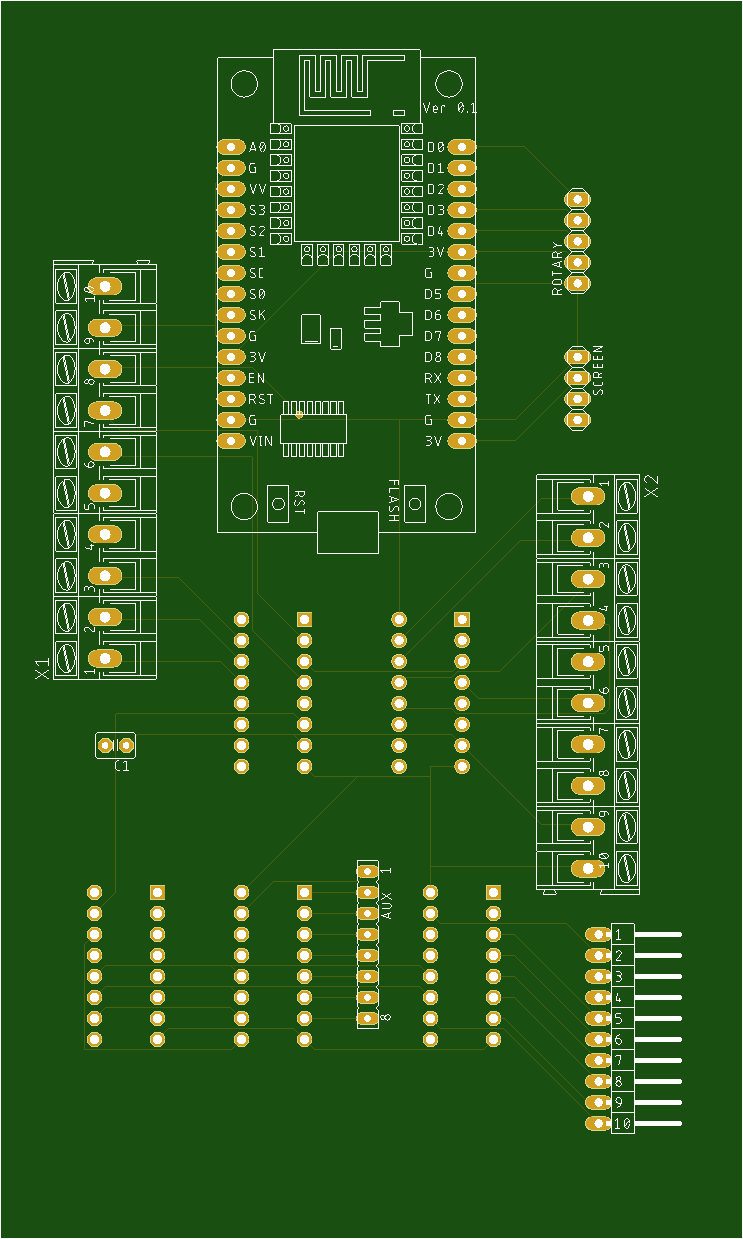 Ver 0.1
A0 D0
G D1
VV D2
S3 D3
S2 D4
S1 3V
SC G
S0 D5
SK D6
G D7
3V D8
EN RX
RST TX
G G
VIN 3V
ROTARY
SCREEN
RST
FLASH
10
9
8
7
6
5
4
3
2
1
X1
X2
1
2
3
4
5
6
7
8
9
10
C1
1
AUX
8
1
2
3
4
5
6
7
8
9
10